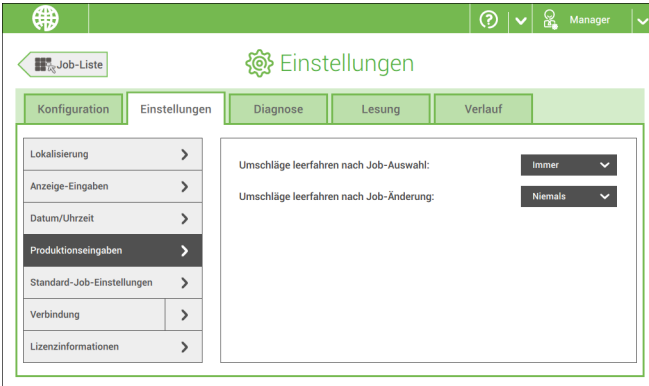 Manager
Job-Liste
Einstellungen
Konfiguration
Einstellungen
Diagnose
Lesung
Verlauf
Lokalisierung
Anzeige-Eingaben
Datum/Uhrzeit
Produktionseingaben
Standard-Job-Einstellungen
Verbindung
Lizenzinformationen
Umschläge leerfahren nach Job-Auswahl:
Immer
Umschläge leerfahren nach Job-Änderung:
Niemals